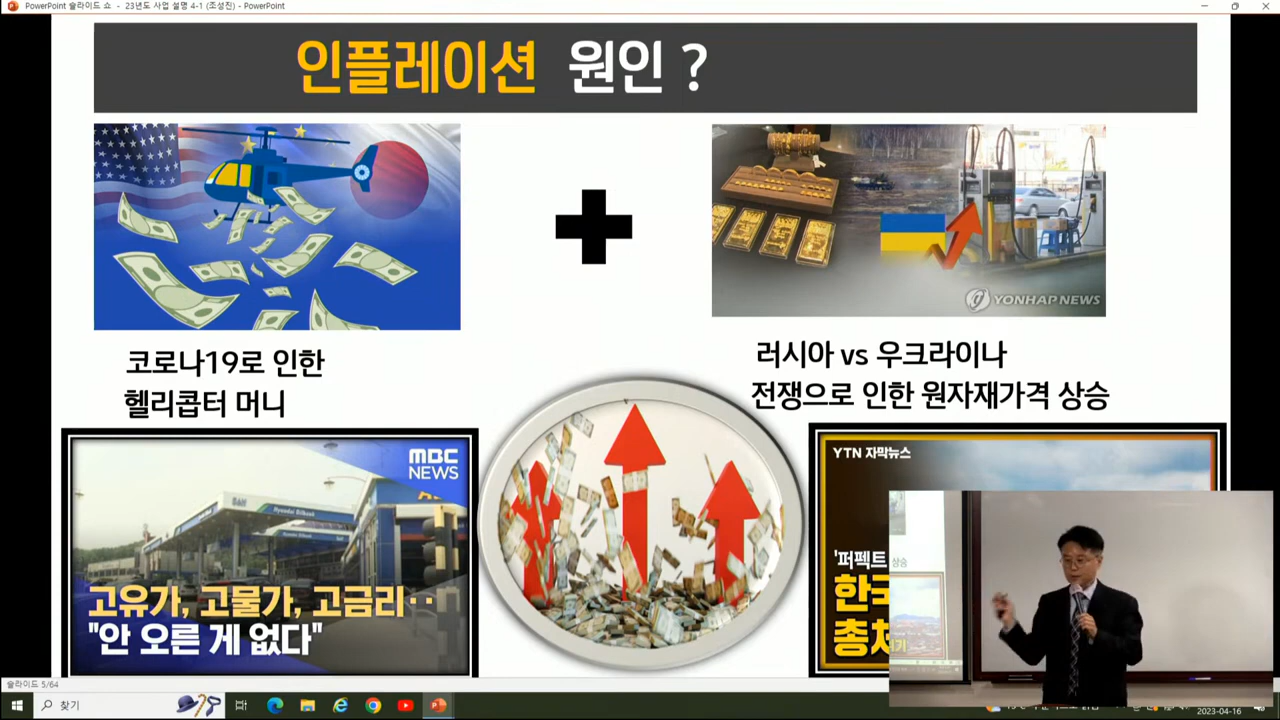 PowerPoint 슬라이드 쇼 - 23년도 사업 설명 4-1 (조성진) - PowerPoint
인플레이션 원인 ?
YONHAP NEWS
코로나19로 인한
헬리콥터 머니
러시아 vs 우크라이나
전쟁으로 인한 원자재가격 상승
MBC
NEWS
Hyundai Oilbank
고유가, 고물가, 고금리··
"안 오른 게 없다"
YTN 자막뉴스
'퍼펙트
상승
한국
슬라이드 5/64
찾기
2023-04-16